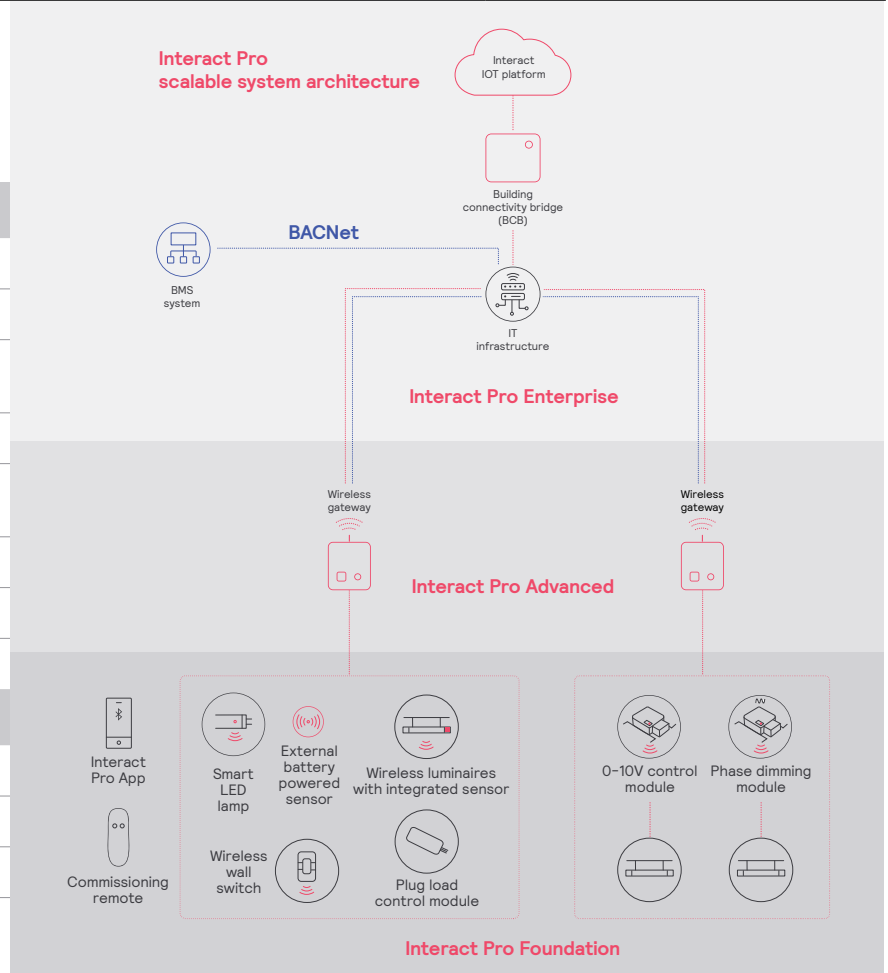 Interact Pro
scalable system architecture
Interact
IOT platform
Building
connectivity bridge
(BCB)
BACNet
BMS
system
IT
infrastructure
Interact Pro Enterprise
Wireless
gateway
Wireless
gateway
Interact Pro Advanced
Interact
Pro App
Smart
LED
lamp
External
battery
powered
sensor
Wireless luminaires
with integrated sensor
0-10V control
module
Phase dimming
module
Commissioning
remote
Wireless
wall
switch
Plug load
control module
Interact Pro Foundation